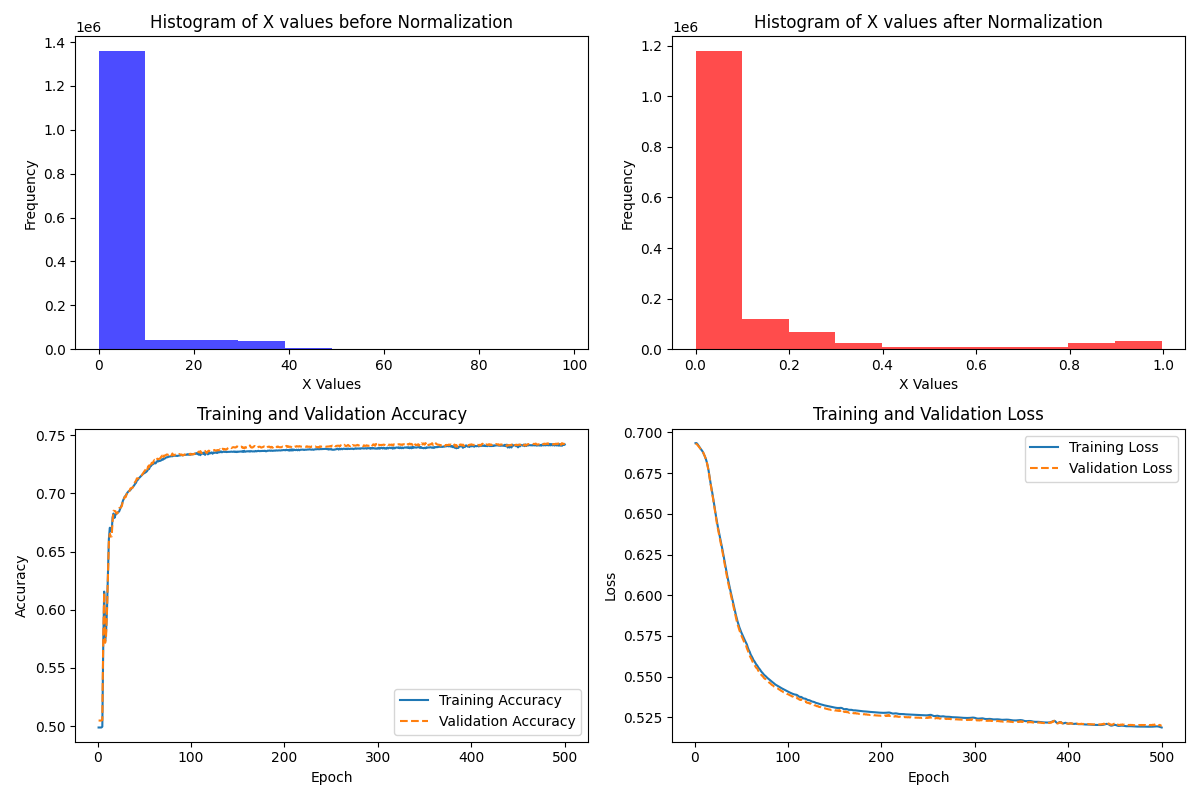 Histogram of X values before Normalization
1e6
1.4
1.2
1.0
0.8
0.6
0.4
0.2
0.0
Frequency
0 20 40 60 80 100
X Values
Histogram of X values after Normalization
1e6
1.2
1.0
0.8
0.6
0.4
0.2
0.0
Frequency
0.0 0.2 0.4 0.6 0.8 1.0
X Values
Training and Validation Accuracy
0.75
0.70
0.65
0.60
0.55
0.50
Accuracy
Training Accuracy
Validation Accuracy
0 100 200 300 400 500
Epoch
Training and Validation Loss
0.700
0.675
0.650
0.625
0.600
0.575
0.550
0.525
Loss
Training Loss
Validation Loss
0 100 200 300 400 500
Epoch